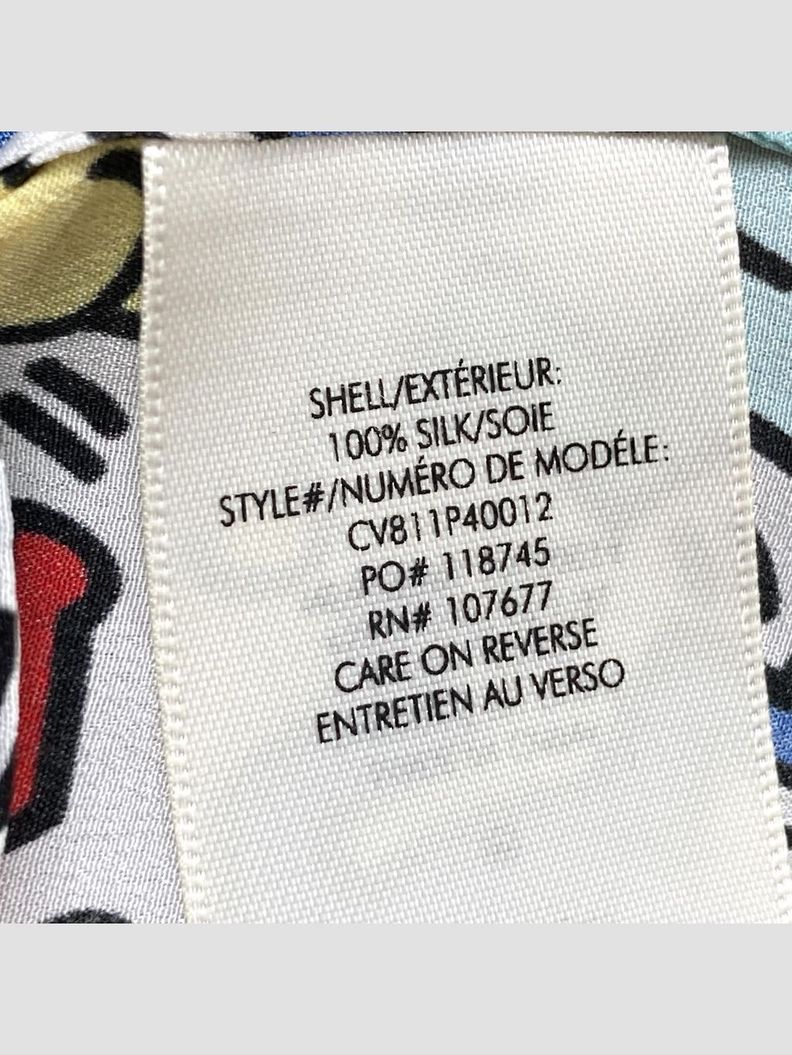 SHELL/EXTÉRIEUR:
100% SILK/SOIE
STYLE#/NUMÉRO DE MODÉLE:
CV811P40012
PO# 118745
RN# 107677
CARE ON REVERSE
ENTRETIEN AU VERSO